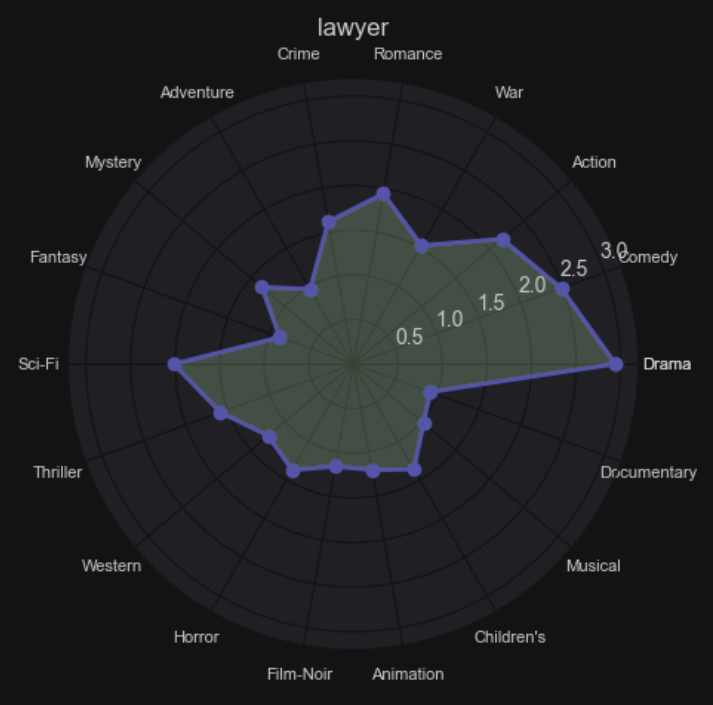 lawyer
Crime
Romance
Adventure
War
Mystery
Action
Fantasy
3.0
Comedy
2.5
2.0
1.5
1.0
0.5
Sci-Fi
Drama
Thriller
Documentary
Western
Musical
Horror
Children's
Film-Noir
Animation